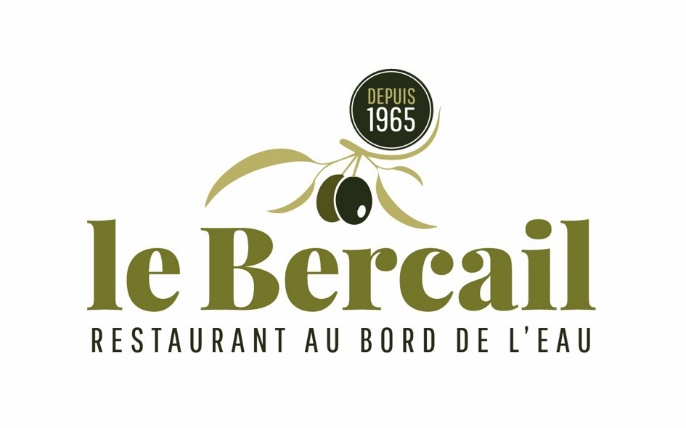 DEPUIS
1965
le Bercail
RESTAURANT AU BORD DE L'EAU